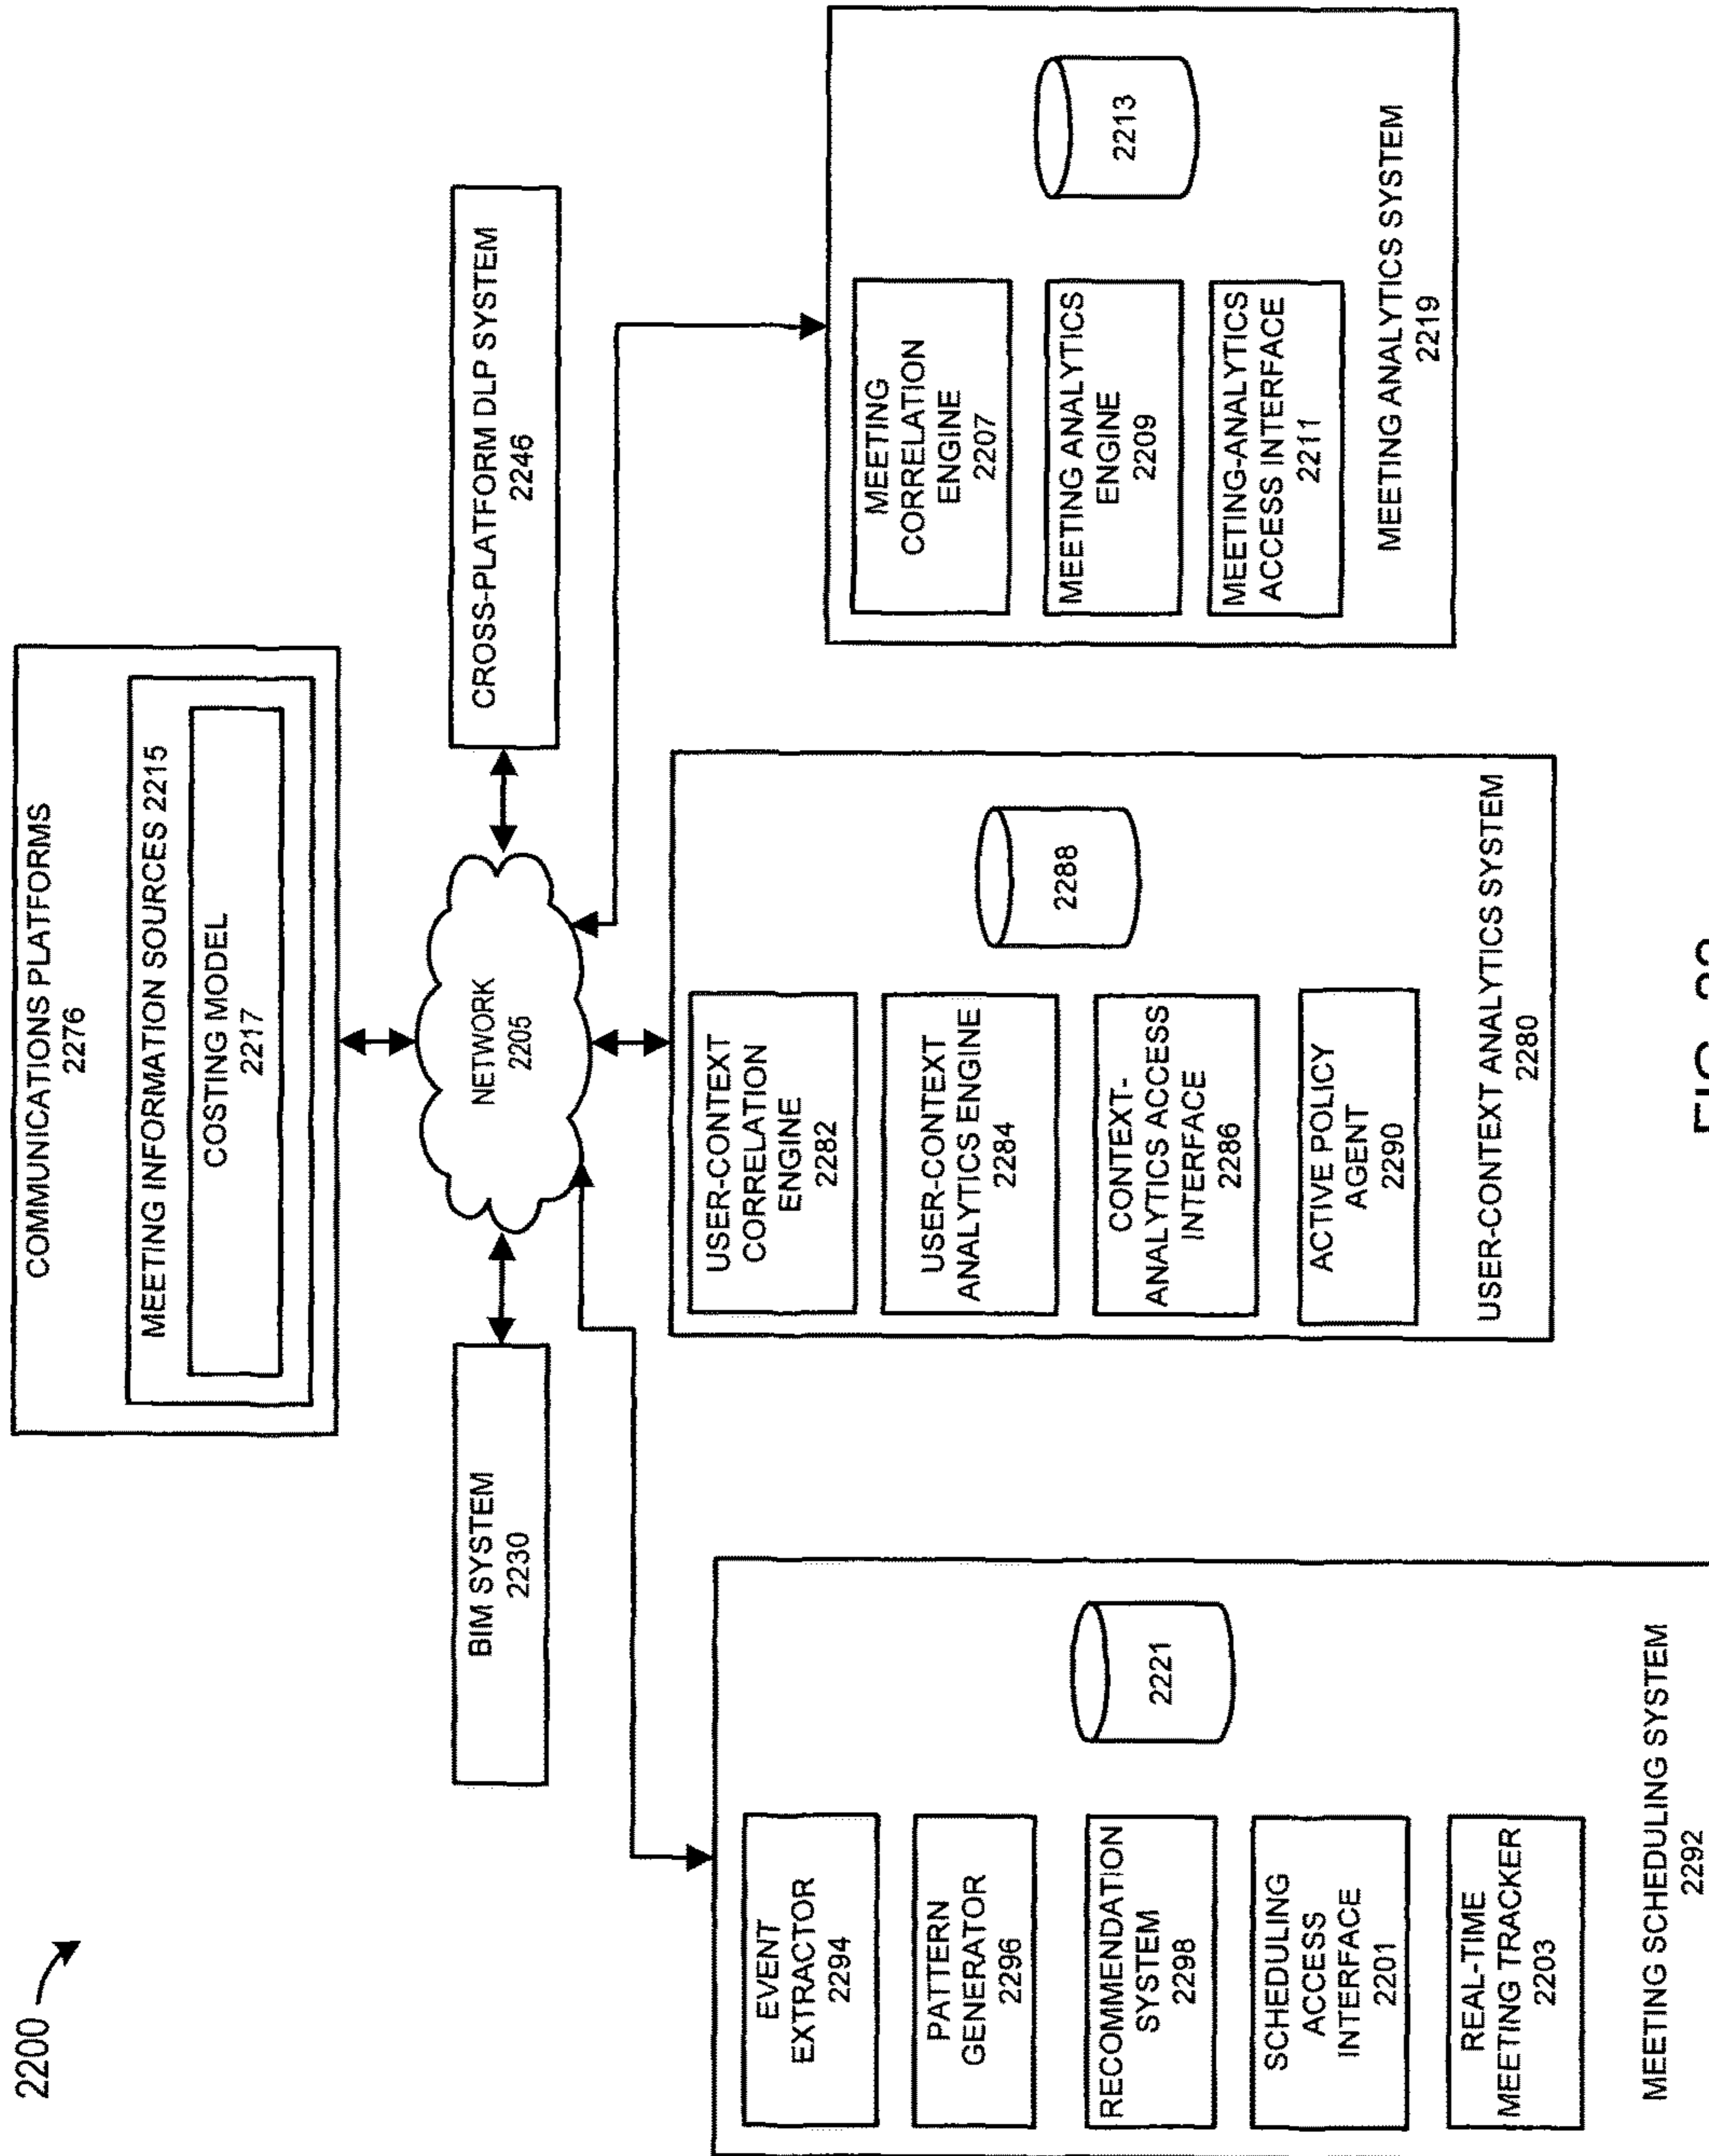 2200
COMMUNICATIONS PLATFORMS
2276
MEETING INFORMATION SOURCES 2215
COSTING MODEL
2217
BIM SYSTEM
2230
NETWORK
2205
CROSS-PLATFORM DLP SYSTEM
2246
EVENT
EXTRACTOR
2294
PATTERN
GENERATOR
2296
RECOMMENDATION
SYSTEM
2298
SCHEDULING
ACCESS
INTERFACE
2201
REAL-TIME
MEETING TRACKER
2203
2221
MEETING SCHEDULING SYSTEM
2292
USER-CONTEXT
CORRELATION
ENGINE
2282
USER-CONTEXT
ANALYTICS ENGINE
2284
CONTEXT-
ANALYTICS ACCESS
INTERFACE
2286
ACTIVE POLICY
AGENT
2290
2288
USER-CONTEXT ANALYTICS SYSTEM
2280
MEETING
CORRELATION
ENGINE
2207
MEETING ANALYTICS
ENGINE
2209
MEETING-ANALYTICS
ACCESS INTERFACE
2211
2213
MEETING ANALYTICS SYSTEM
2219